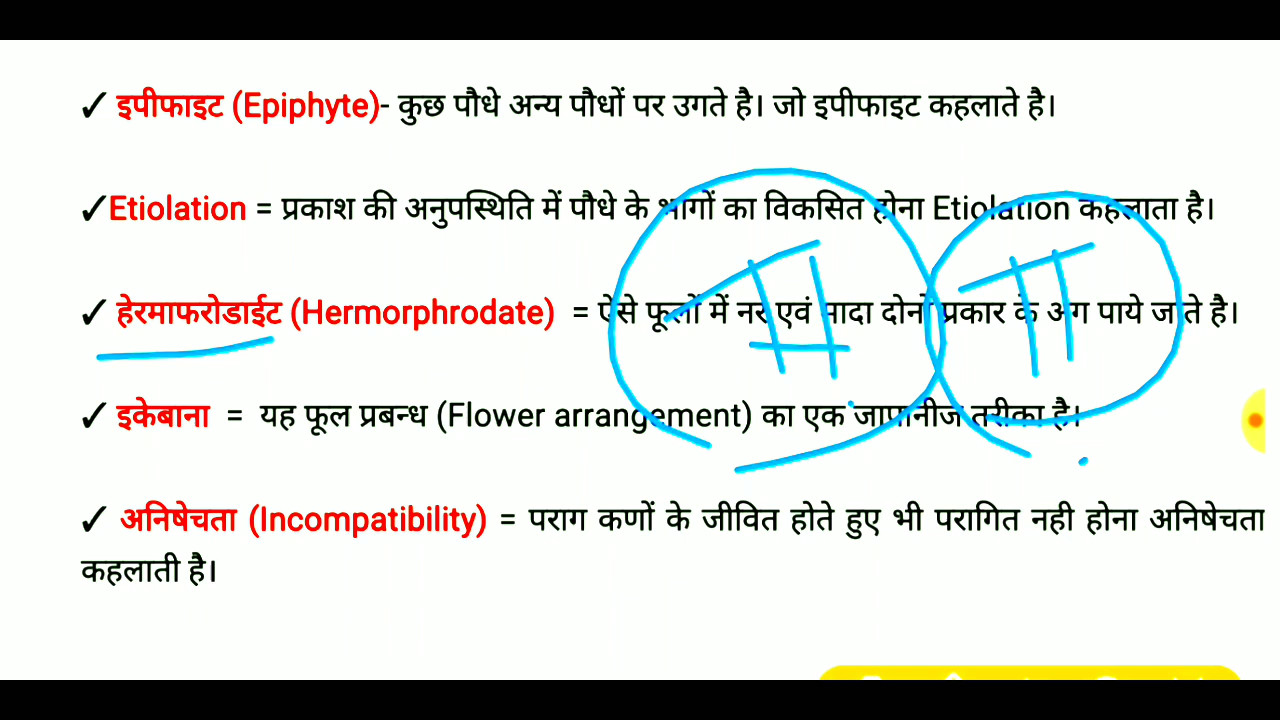 ✓ इपीफाइट (Epiphyte)- कुछ पौधे अन्य पौधों पर उगते है। जो इपीफाइट कहलाते है।
✓Etiolation = प्रकाश की अनुपस्थिति में पौधे के भागों का विकसित होना Etiolation कहलाता है।
✓ हेरमाफरोडाईट (Hermorphrodate) = ऐसे फूलों में नर एवं मादा दोनो प्रकार के अंग पाये जाते है।
✓ इकेबाना = यह फूल प्रबन्ध (Flower arrangement) का एक जापानीज तरीका है।
✓ अनिषेचता (Incompatibility) = पराग कणों के जीवित होते हुए भी परागित नही होना अनिषेचता
कहलाती है।